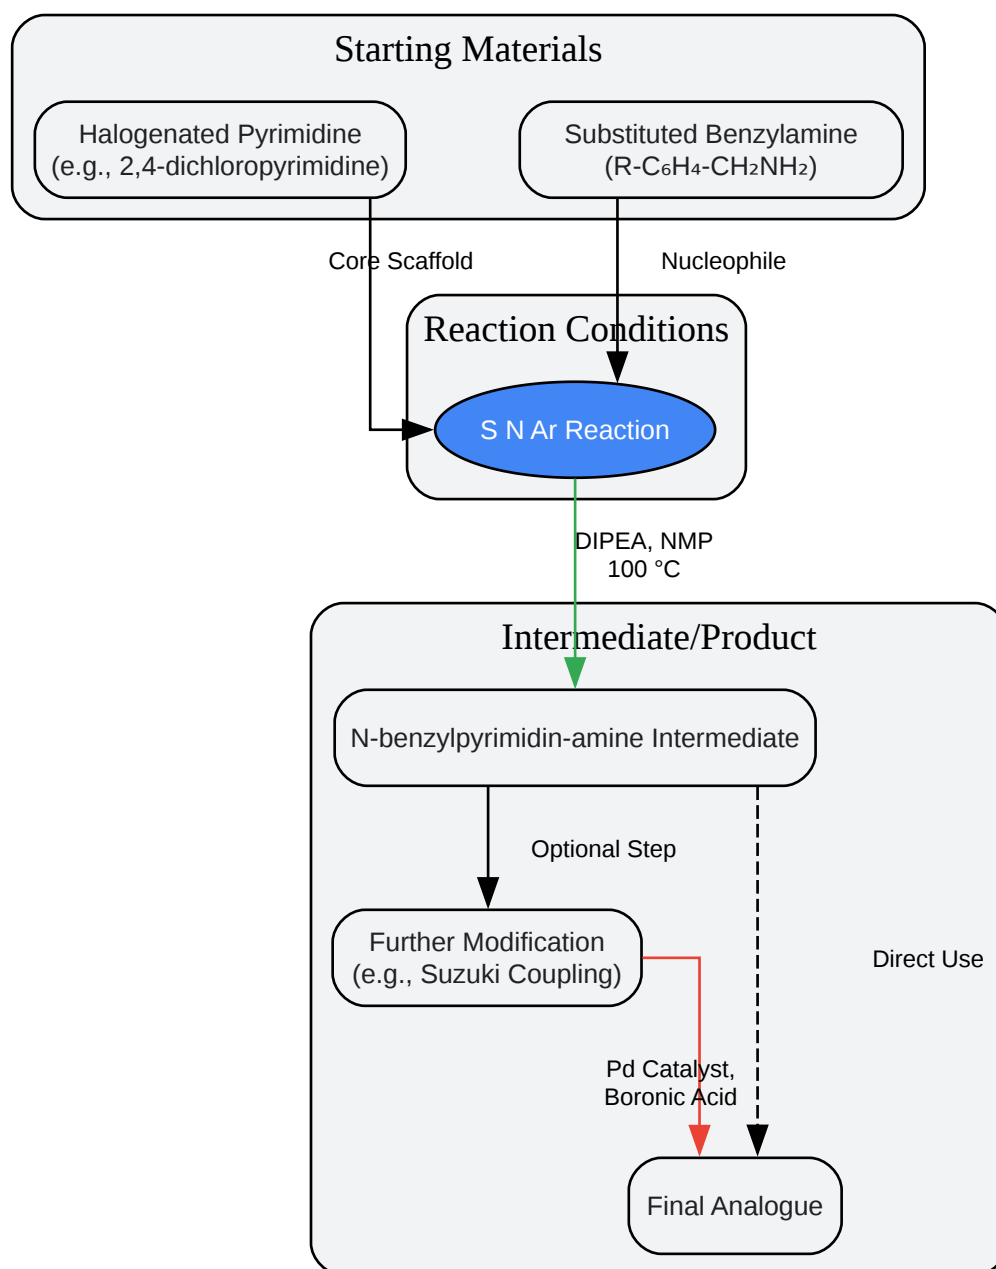 Starting Materials
Halogenated Pyrimidine
(e.g., 2,4-dichloropyrimidine)
Substituted Benzylamine
(R-C₆H₄-CH₂NH₂)
Core Scaffold
Nucleophile
Reaction Conditions
S N Ar Reaction
DIPEA, NMP
100 °C
Intermediate/Product
N-benzylpyrimidin-amine Intermediate
Optional Step
Further Modification
(e.g., Suzuki Coupling)
Direct Use
Pd Catalyst,
Boronic Acid
Final Analogue